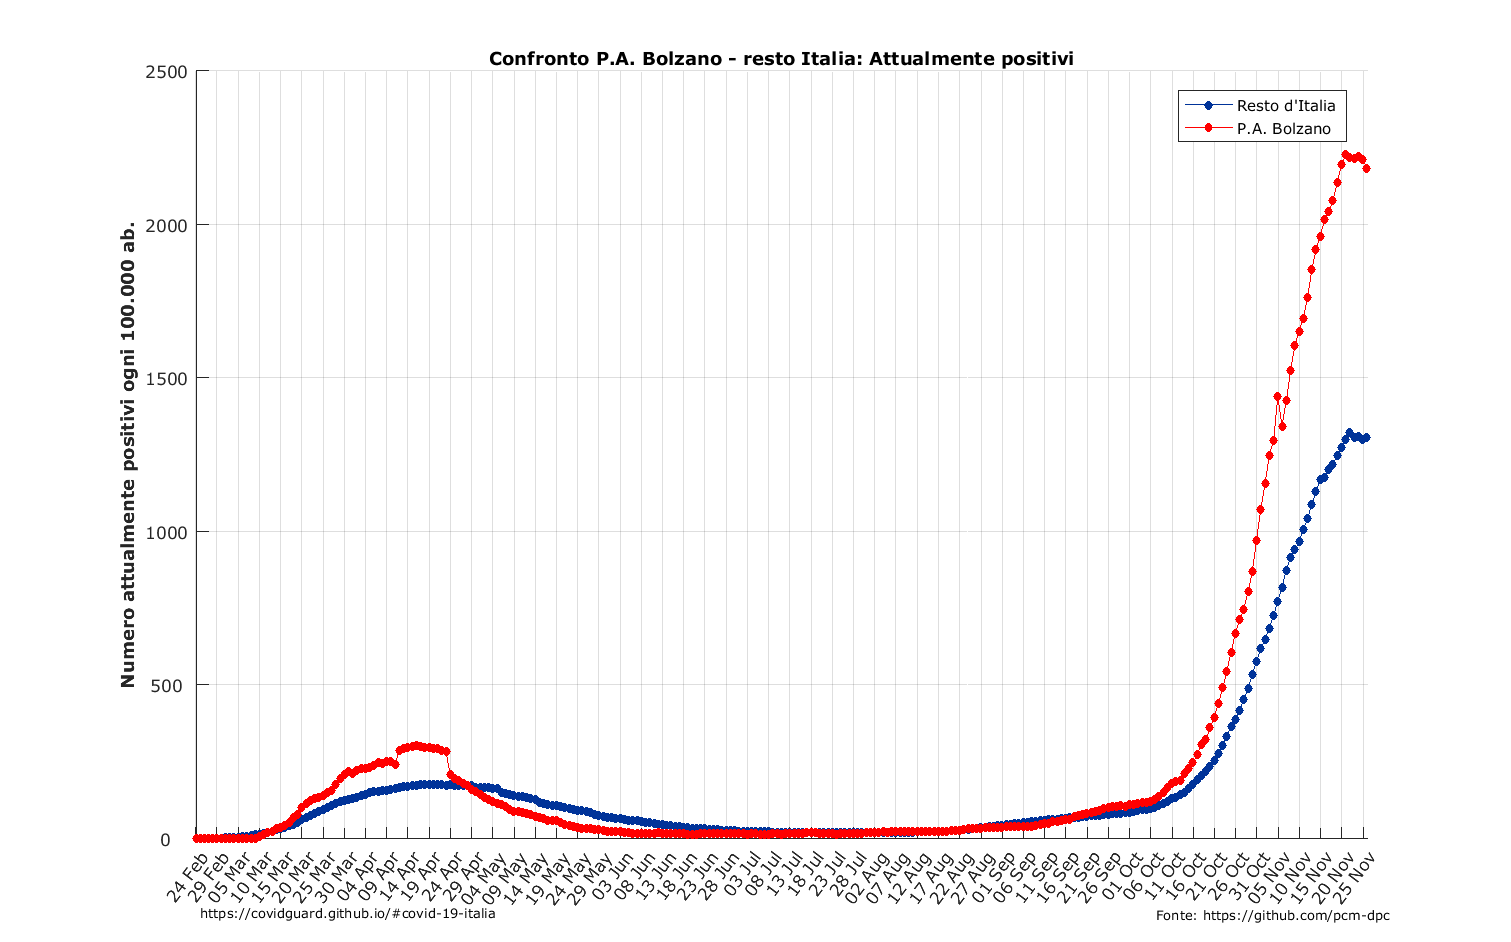 Confronto P.A. Bolzano - resto Italia: Attualmente positivi
Resto d'Italia
P.A. Bolzano
Numero attualmente positivi ogni 100.000 ab.
2500
2000
1500
1000
500
0
24 Feb
29 Feb
05 Mar
10 Mar
15 Mar
20 Mar
25 Mar
30 Mar
04 Apr
09 Apr
14 Apr
19 Apr
24 Apr
29 Apr
04 May
09 May
14 May
19 May
24 May
29 May
03 Jun
08 Jun
13 Jun
18 Jun
23 Jun
28 Jun
03 Jul
08 Jul
13 Jul
18 Jul
23 Jul
28 Jul
02 Aug
07 Aug
12 Aug
17 Aug
22 Aug
27 Aug
01 Sep
06 Sep
11 Sep
16 Sep
21 Sep
26 Sep
01 Oct
06 Oct
11 Oct
16 Oct
21 Oct
26 Oct
31 Oct
05 Nov
10 Nov
15 Nov
20 Nov
25 Nov
https://covidguard.github.io/#covid-19-italia
Fonte: https://github.com/pcm-dpc